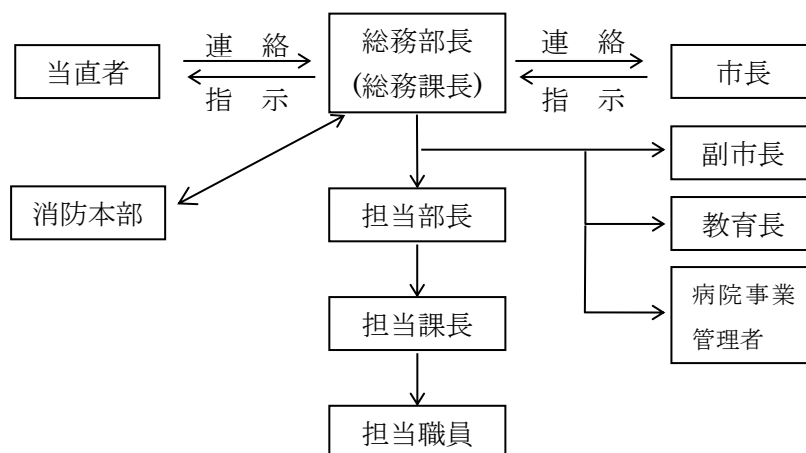 当直者
連絡
指示
総務部長
(総務課長)
連絡
指示
市長
副市長
消防本部
担当部長
教育長
病院事業
管理者
担当課長
担当職員